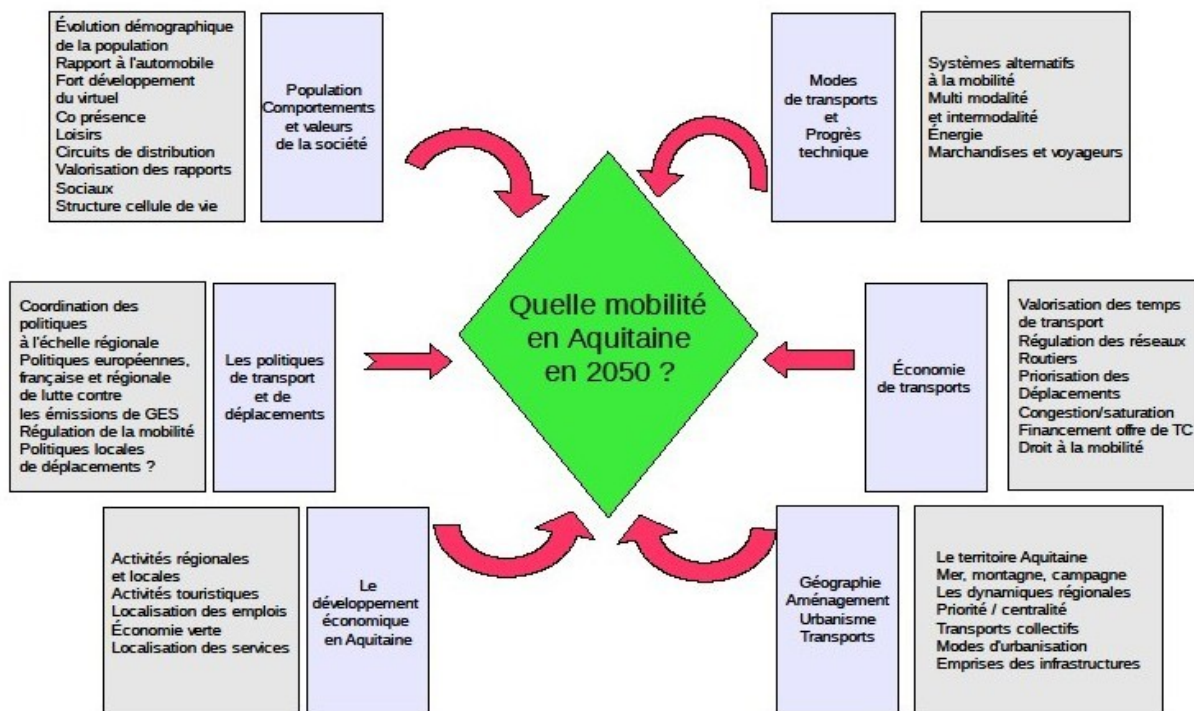 Évolution démographique
de la population
Rapport à l'automobile
Fort développement
du virtuel
Co présence
Loisirs
Circuits de distribution
Valorisation des rapports
Sociaux
Structure cellule de vie
Population
Comportements
et valeurs
de la société
Modes
de transports
et
Progrès
technique
Systèmes alternatifs
à la mobilité
Multi modalité
et intermodalité
Énergie
Marchandises et voyageurs
Coordination des
politiques
à l'échelle régionale
Politiques européennes,
française et régionale
de lutte contre
les émissions de GES
Régulation de la mobilité
Politiques locales
de déplacements ?
Les politiques
de transport
et de
déplacements
Quelle mobilité
en Aquitaine
en 2050 ?
Économie
de transports
Valorisation des temps
de transport
Régulation des réseaux
Routiers
Priorisation des
Déplacements
Congestion/saturation
Financement offre de TC
Droit à la mobilité
Activités régionales
et locales
Activités touristiques
Localisation des emplois
Économie verte
Localisation des services
Le
développement
économique
en Aquitaine
Géographie
Aménagement
Urbanisme
Transports
Le territoire Aquitaine
Mer, montagne, campagne
Les dynamiques régionales
Priorité / centralité
Transports collectifs
Modes d'urbanisation
Emprises des infrastructures